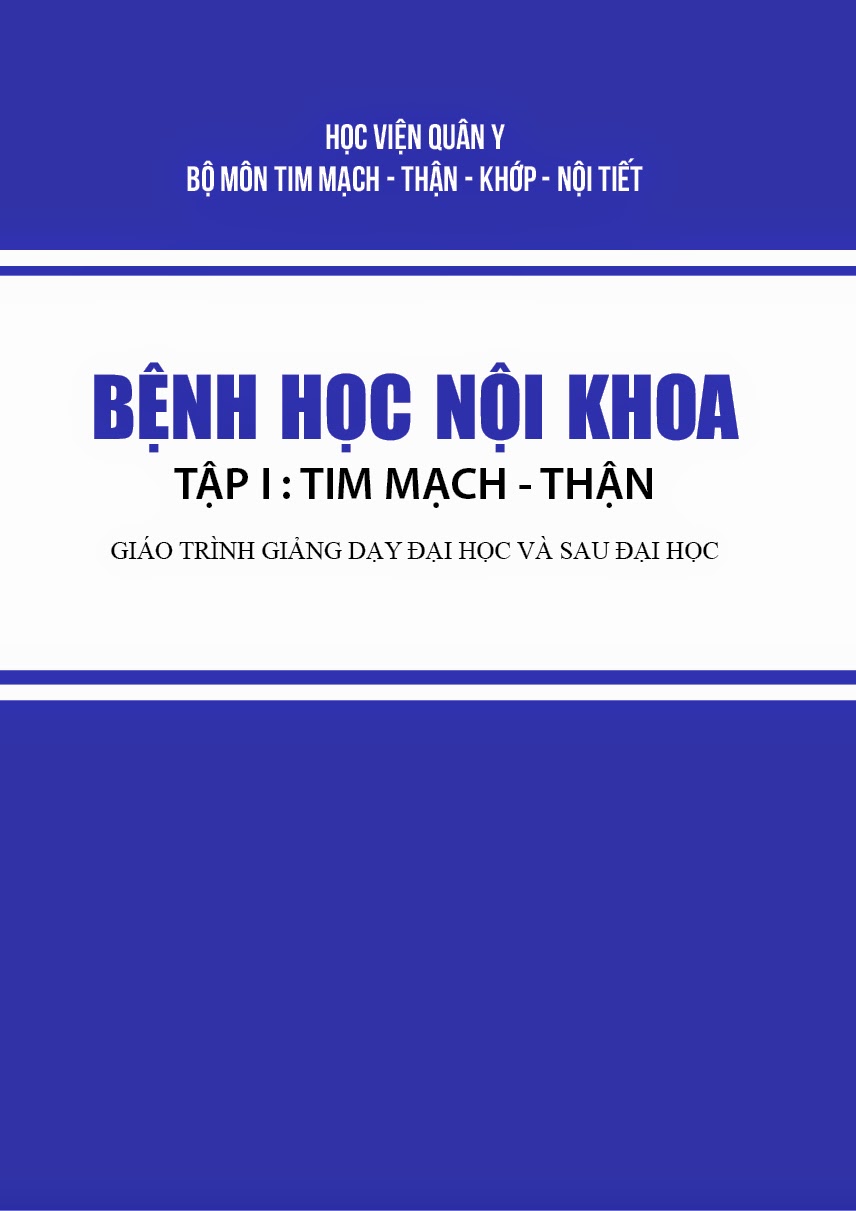 HỌC VIỆN QUÂN Y
BỘ MÔN TIM MẠCH - THẬN - KHỚP - NỘI TIẾT
BỆNH HỌC NỘI KHOA
TẬP I : TIM MẠCH - THẬN
GIÁO TRÌNH GIẢNG DẠY ĐẠI HỌC VÀ SAU ĐẠI HỌC